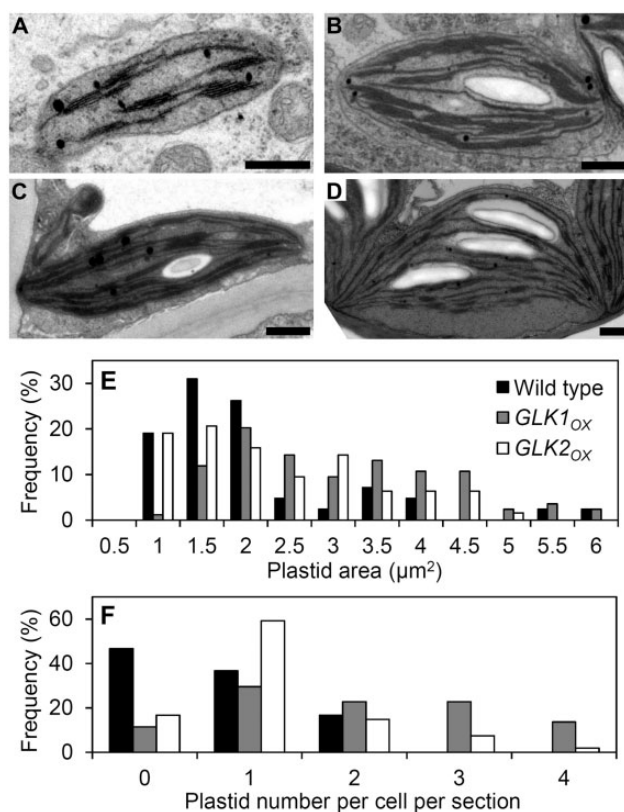 A
B
C
D
E
Wild type
GLK1OX
GLK2OX
Frequency (%)
30
20
10
0
0.5 1 1.5 2 2.5 3 3.5 4 4.5 5 5.5 6
Plastid area (µm²)
F
Frequency (%)
60
40
20
0
0 1 2 3 4
Plastid number per cell per section